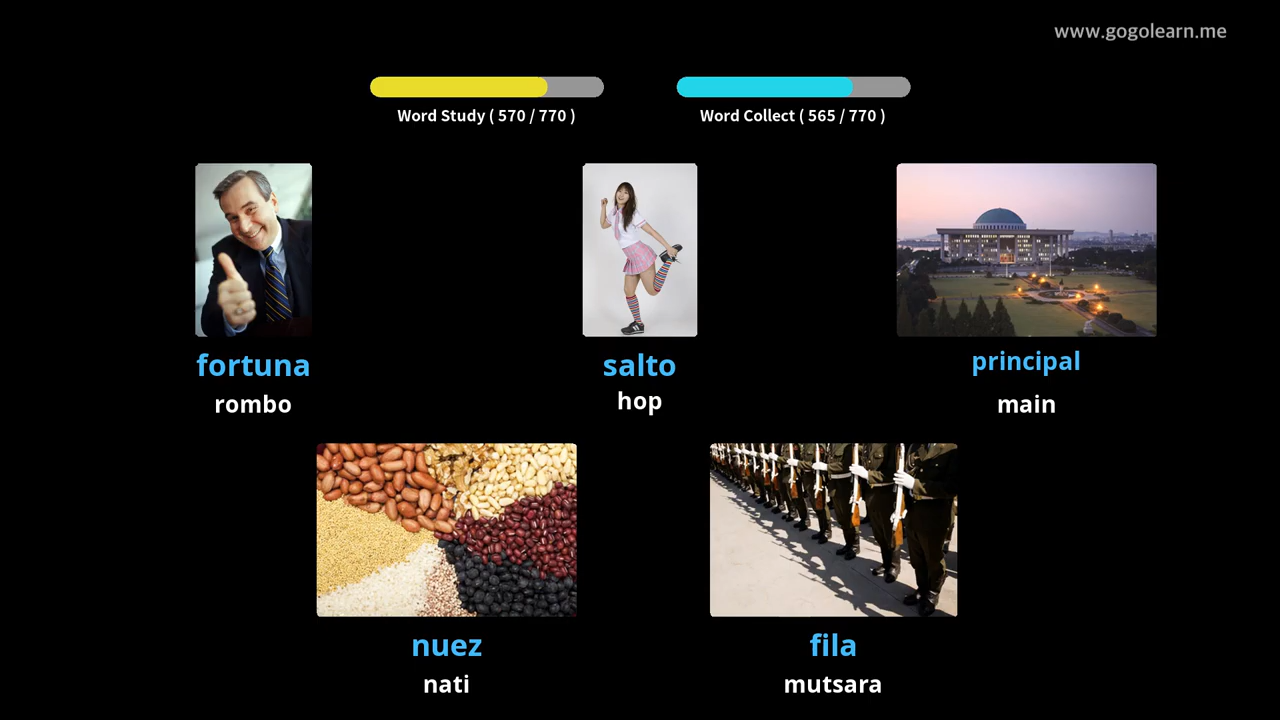 www.gogolearn.me
Word Study ( 570 / 770 )
Word Collect ( 565 / 770 )
fortuna
rombo
salto
hop
principal
main
nuez
nati
fila
mutsara